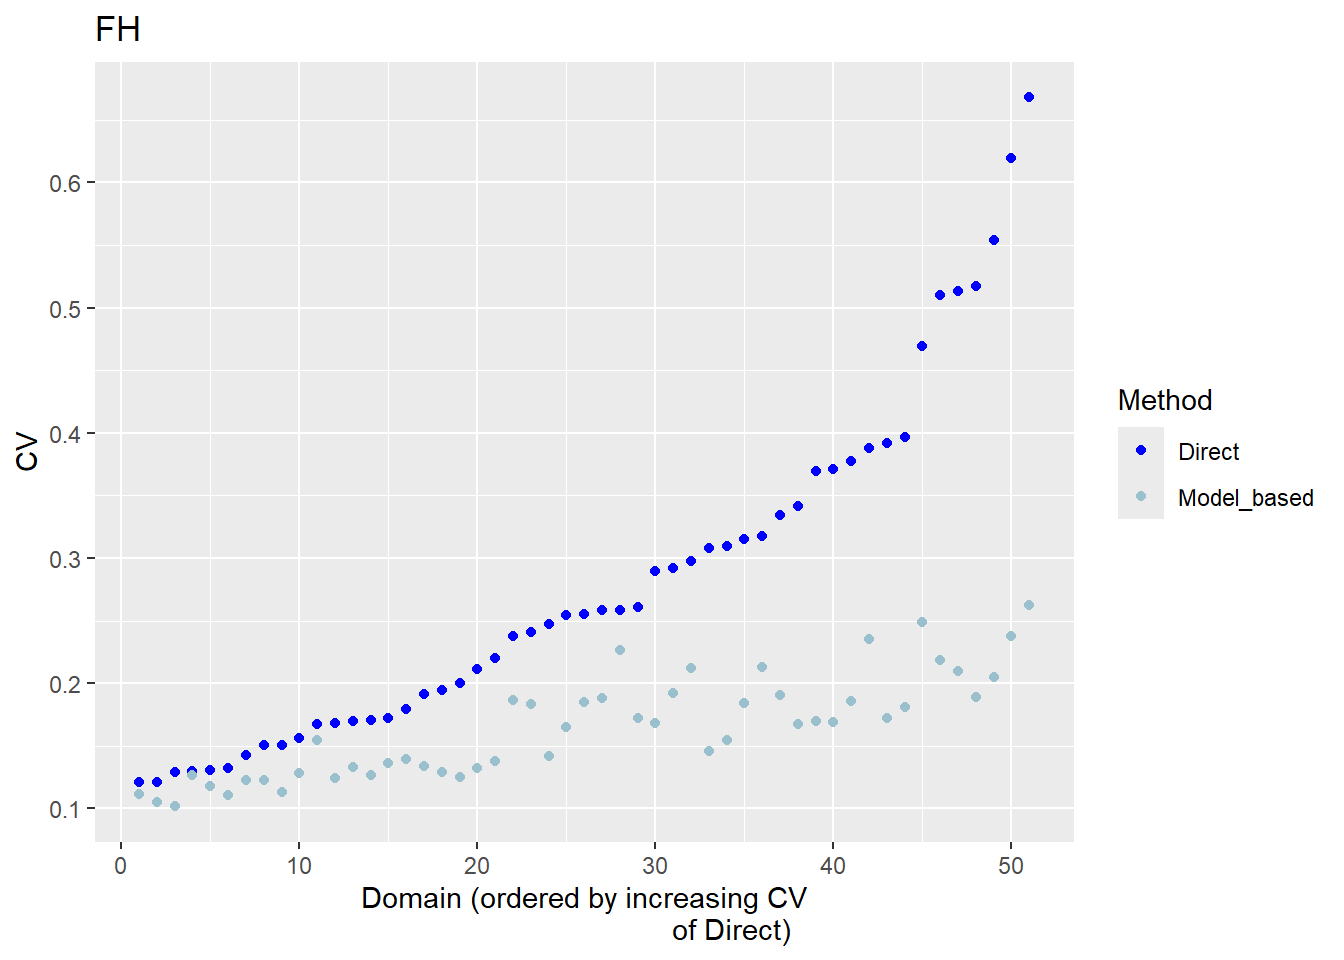 FH
CV
0.6
0.5
0.4
0.3
0.2
0.1
0
10
20
30
40
50
Domain (ordered by increasing CV
of Direct)
Method
Direct
Model_based